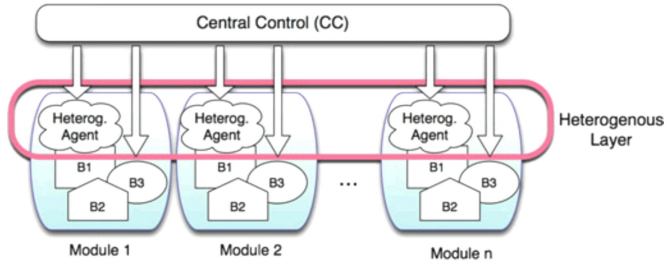 Central Control (CC)
Heterog.
Agent
B1
B3
B2
Module 1
Heterog.
Agent
B1
B3
B2
Module 2
...
Heterog.
Agent
B1
B3
B2
Module n
Heterogenous
Layer